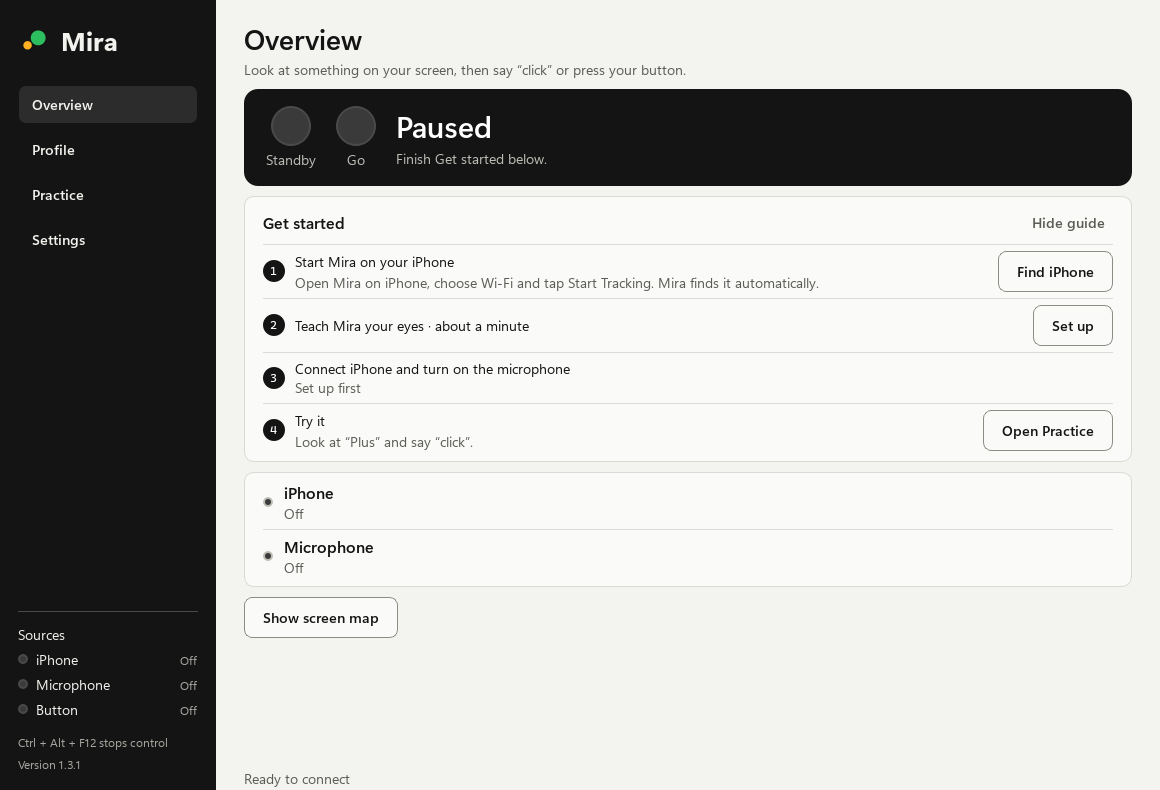 Mira
Overview
Profile
Practice
Settings
Sources
iPhone Off
Microphone Off
Button Off
Ctrl + Alt + F12 stops control
Version 1.3.1
Overview
Look at something on your screen, then say “click” or press your button.
Standby
Go
Paused
Finish Get started below.
Get started
Hide guide
1
Start Mira on your iPhone
Open Mira on iPhone, choose Wi-Fi and tap Start Tracking. Mira finds it automatically.
Find iPhone
2
Teach Mira your eyes · about a minute
Set up
3
Connect iPhone and turn on the microphone
Set up first
4
Try it
Look at “Plus” and say “click”.
Open Practice
iPhone
Off
Microphone
Off
Show screen map
Ready to connect